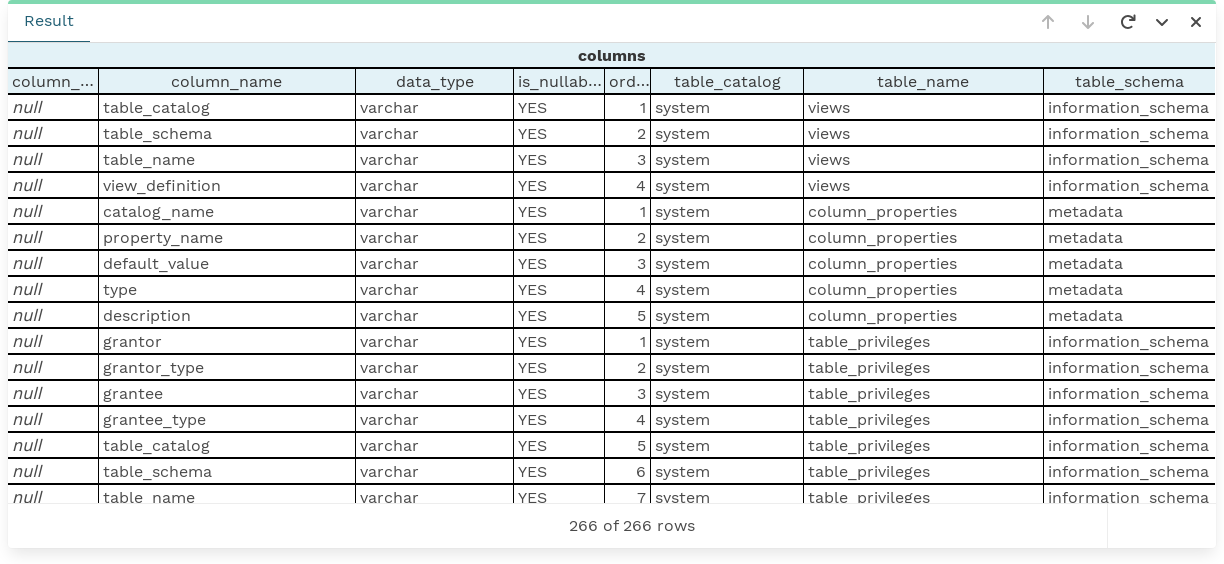 Result
columns
column_... column_name data_type is_nullab... ord... table_catalog table_name table_schema
null table_catalog varchar YES 1 system views information_schema
null table_schema varchar YES 2 system views information_schema
null table_name varchar YES 3 system views information_schema
null view_definition varchar YES 4 system views information_schema
null catalog_name varchar YES 1 system column_properties metadata
null property_name varchar YES 2 system column_properties metadata
null default_value varchar YES 3 system column_properties metadata
null type varchar YES 4 system column_properties metadata
null description varchar YES 5 system column_properties metadata
null grantor varchar YES 1 system table_privileges information_schema
null grantor_type varchar YES 2 system table_privileges information_schema
null grantee varchar YES 3 system table_privileges information_schema
null grantee_type varchar YES 4 system table_privileges information_schema
null table_catalog varchar YES 5 system table_privileges information_schema
null table_schema varchar YES 6 system table_privileges information_schema
null table_name varchar YES 7 system table_privileges information_schema
266 of 266 rows